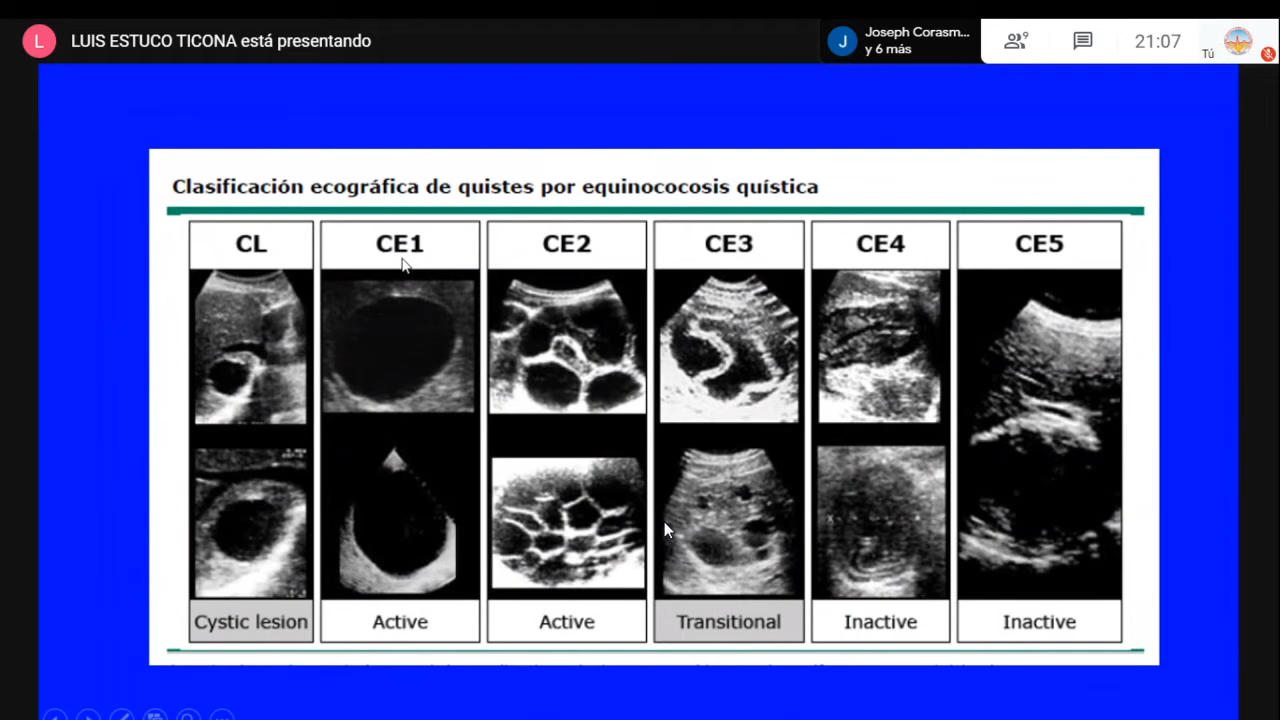 L
LUIS ESTUCO TICONA está presentando
J
Joseph Corasm...
y 6 más
9
21:07
Tú
Clasificación ecográfica de quistes por equinococosis quística
CL
CE1
CE2
CE3
CE4
CE5
Cystic lesion
Active
Active
Transitional
Inactive
Inactive